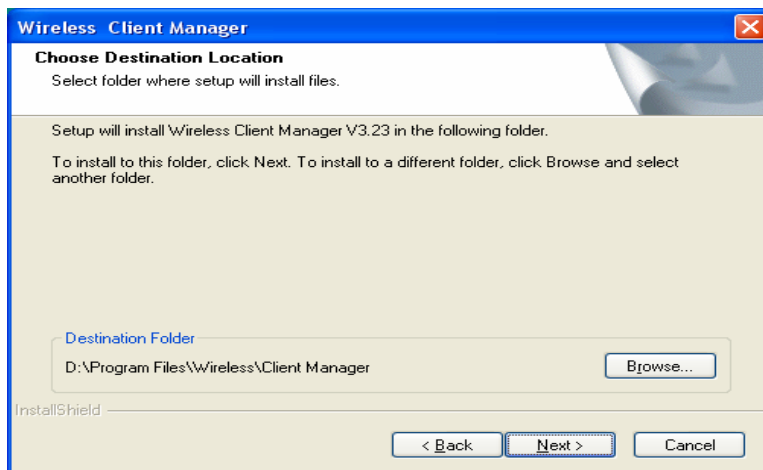 Wireless Client Manager
Choose Destination Location
Select folder where setup will install files.
Setup will install Wireless Client Manager V3.23 in the following folder.
To install to this folder, click Next. To install to a different folder, click Browse and select
another folder.
Destination Folder
D:\Program Files\Wireless\Client Manager
Browse...
InstallShield
< Back
Next >
Cancel